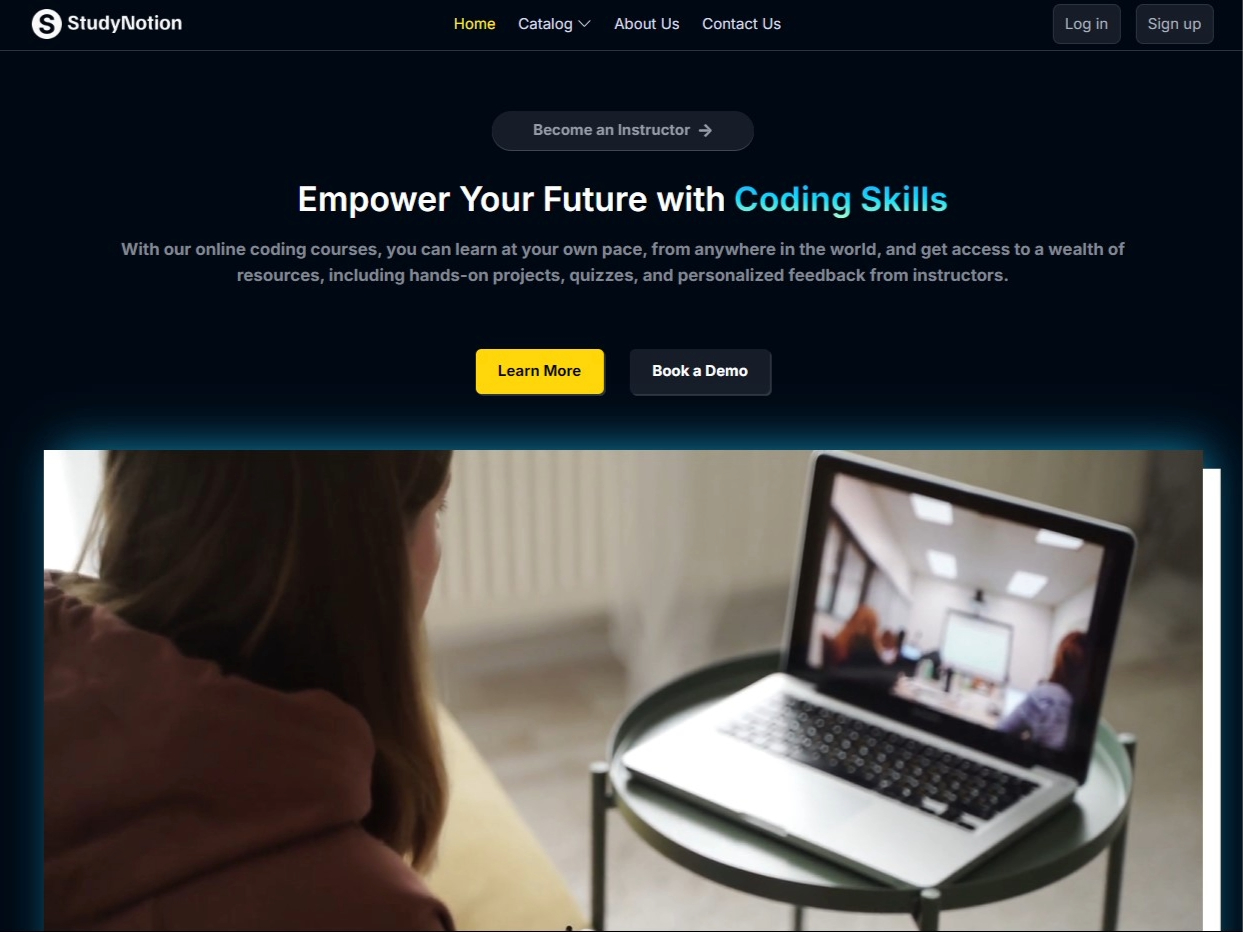 S StudyNotion
Home Catalog About Us Contact Us
Log in Sign up
Become an Instructor →
Empower Your Future with Coding Skills
With our online coding courses, you can learn at your own pace, from anywhere in the world, and get access to a wealth of
resources, including hands-on projects, quizzes, and personalized feedback from instructors.
Learn More Book a Demo